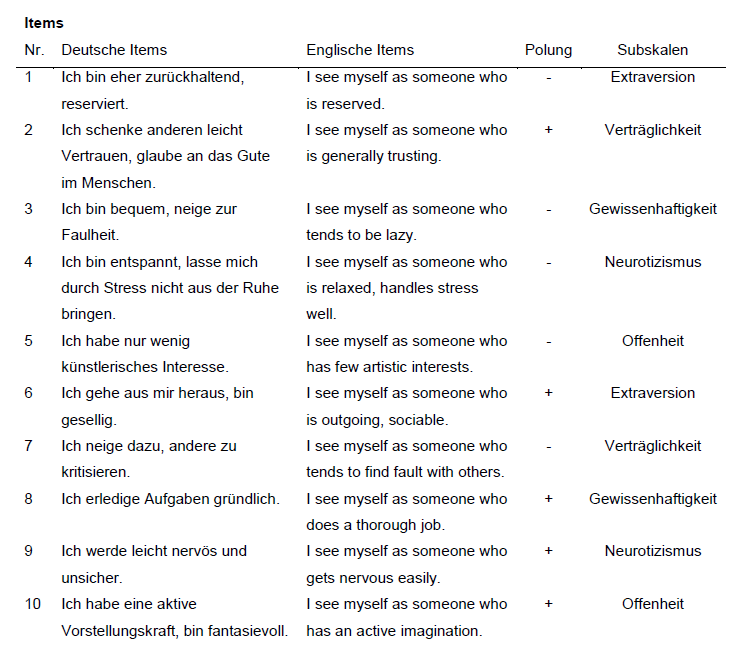 Items
Nr. Deutsche Items Englische Items Polung Subskalen
1 Ich bin eher zurückhaltend, I see myself as someone who - Extraversion
reserviert. is reserved.
2 Ich schenke anderen leicht I see myself as someone who + Verträglichkeit
Vertrauen, glaube an das Gute is generally trusting.
im Menschen.
3 Ich bin bequem, neige zur I see myself as someone who - Gewissenhaftigkeit
Faulheit. tends to be lazy.
4 Ich bin entspannt, lasse mich I see myself as someone who - Neurotizismus
durch Stress nicht aus der Ruhe is relaxed, handles stress
bringen. well.
5 Ich habe nur wenig I see myself as someone who - Offenheit
künstlerisches Interesse. has few artistic interests.
6 Ich gehe aus mir heraus, bin I see myself as someone who + Extraversion
gesellig. is outgoing, sociable.
7 Ich neige dazu, andere zu I see myself as someone who - Verträglichkeit
kritisieren. tends to find fault with others.
8 Ich erledige Aufgaben gründlich. I see myself as someone who + Gewissenhaftigkeit
does a thorough job.
9 Ich werde leicht nervös und I see myself as someone who + Neurotizismus
unsicher. gets nervous easily.
10 Ich habe eine aktive I see myself as someone who + Offenheit
Vorstellungskraft, bin fantasievoll. has an active imagination.